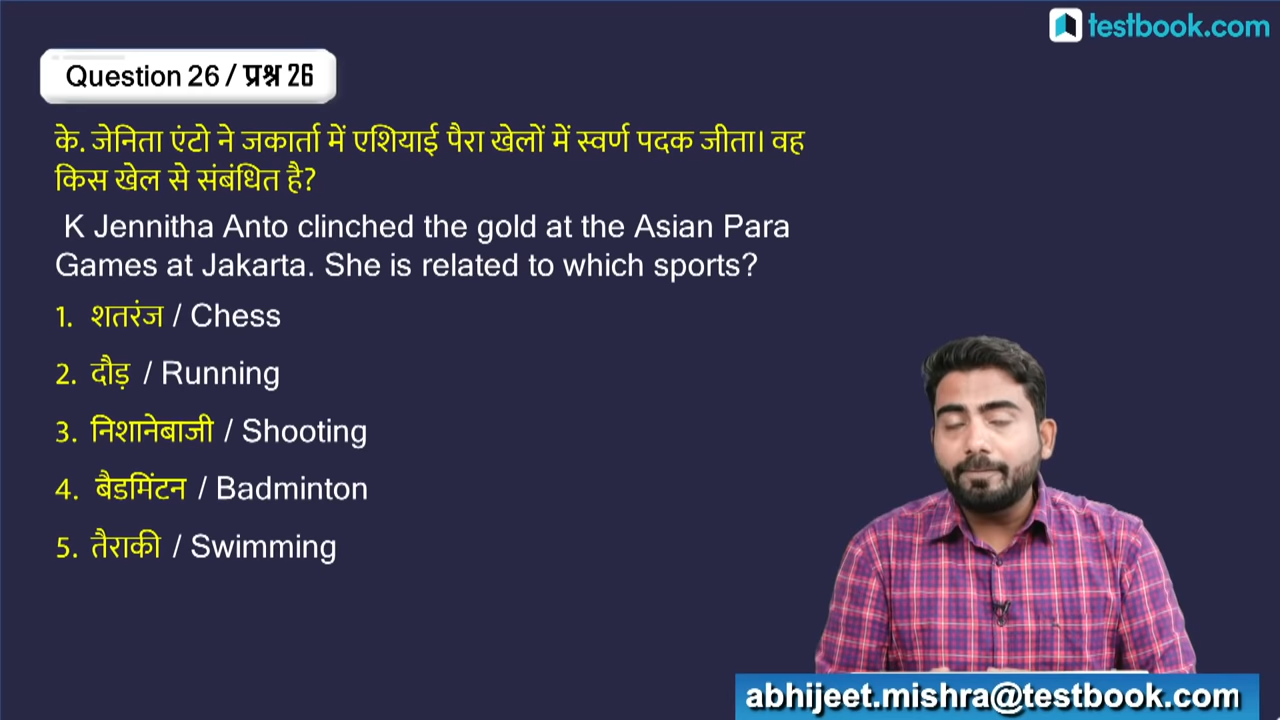 testbook.com
Question 26 / प्रश्न 26
के. जेनिता एंटो ने जकार्ता में एशियाई पैरा खेलों में स्वर्ण पदक जीता। वह
किस खेल से संबंधित है?
K Jennitha Anto clinched the gold at the Asian Para
Games at Jakarta. She is related to which sports?
1. शतरंज / Chess
2. दौड़ / Running
3. निशानेबाजी / Shooting
4. बैडमिंटन / Badminton
5. तैराकी / Swimming
abhijeet.mishra@testbook.com